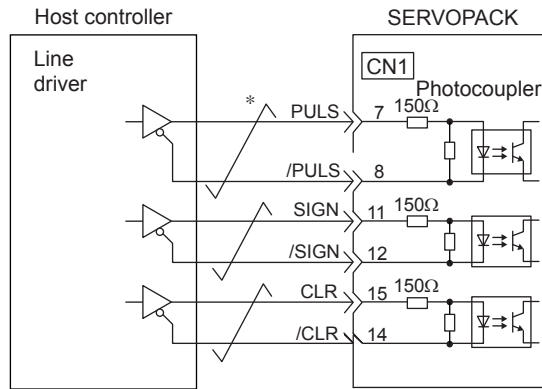 Host controller
SERVOPACK
Line
driver
CN1
Photocoupler
*
PULS 7 150Ω
/PULS 8
SIGN 11 150Ω
/SIGN 12
CLR 15 150Ω
/CLR 14